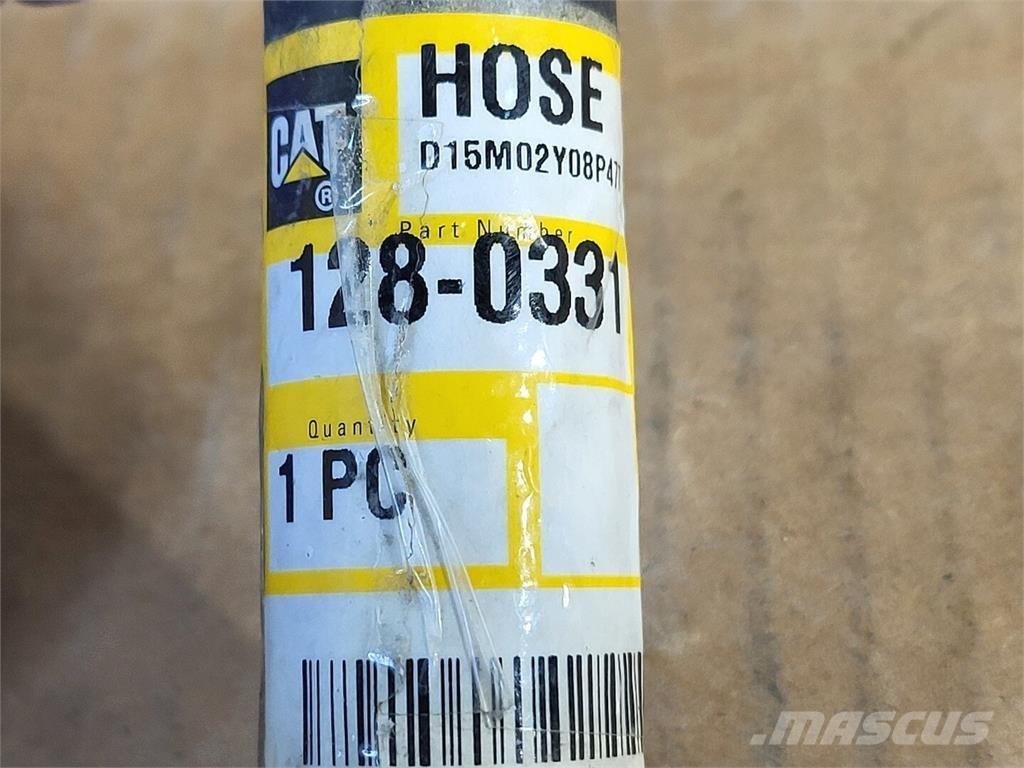 HOSE
CAT
®
D15M02Y08P47
Part Number
128-0331
Quantity
1 PC
MASCUS